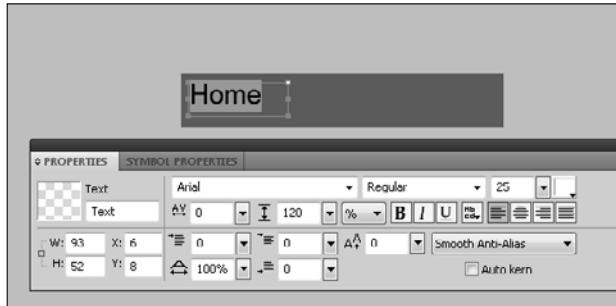 Home
PROPERTIES SYMBOL PROPERTIES
Text Arial Regular 25
Text AV 0 120 % B I U
W: 93 X: 6 0 0 A A 0 Smooth Anti-Alias
H: 52 Y: 8 100% 0 Auto kern